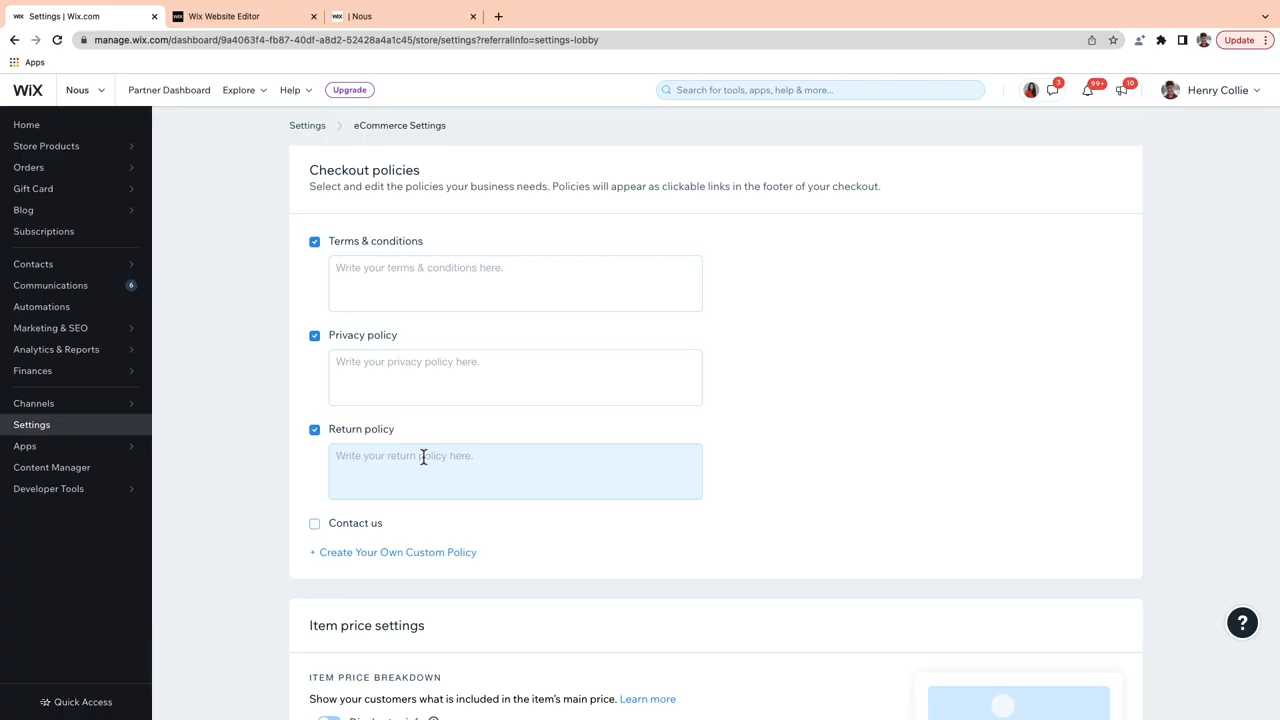 Settings | Wix.com
WiX Wix Website Editor
WiX | Nous
manage.wix.com/dashboard/9a4063f4-fb87-40df-a8d2-52428a4a1c45/store/settings?referralInfo=settings-lobby
Update
Apps
WiX
Nous
Partner Dashboard
Explore
Help
Upgrade
Search for tools, apps, help & more...
3
99+
10
Henry Collie
Home
Store Products
Orders
Gift Card
Blog
Subscriptions
Contacts
Communications 6
Automations
Marketing & SEO
Analytics & Reports
Finances
Channels
Settings
Apps
Content Manager
Developer Tools
Quick Access
Settings > eCommerce Settings
Checkout policies
Select and edit the policies your business needs. Policies will appear as clickable links in the footer of your checkout.
Terms & conditions
Write your terms & conditions here.
Privacy policy
Write your privacy policy here.
Return policy
Write your return policy here.
Contact us
+ Create Your Own Custom Policy
Item price settings
ITEM PRICE BREAKDOWN
Show your customers what is included in the item's main price. Learn more
?